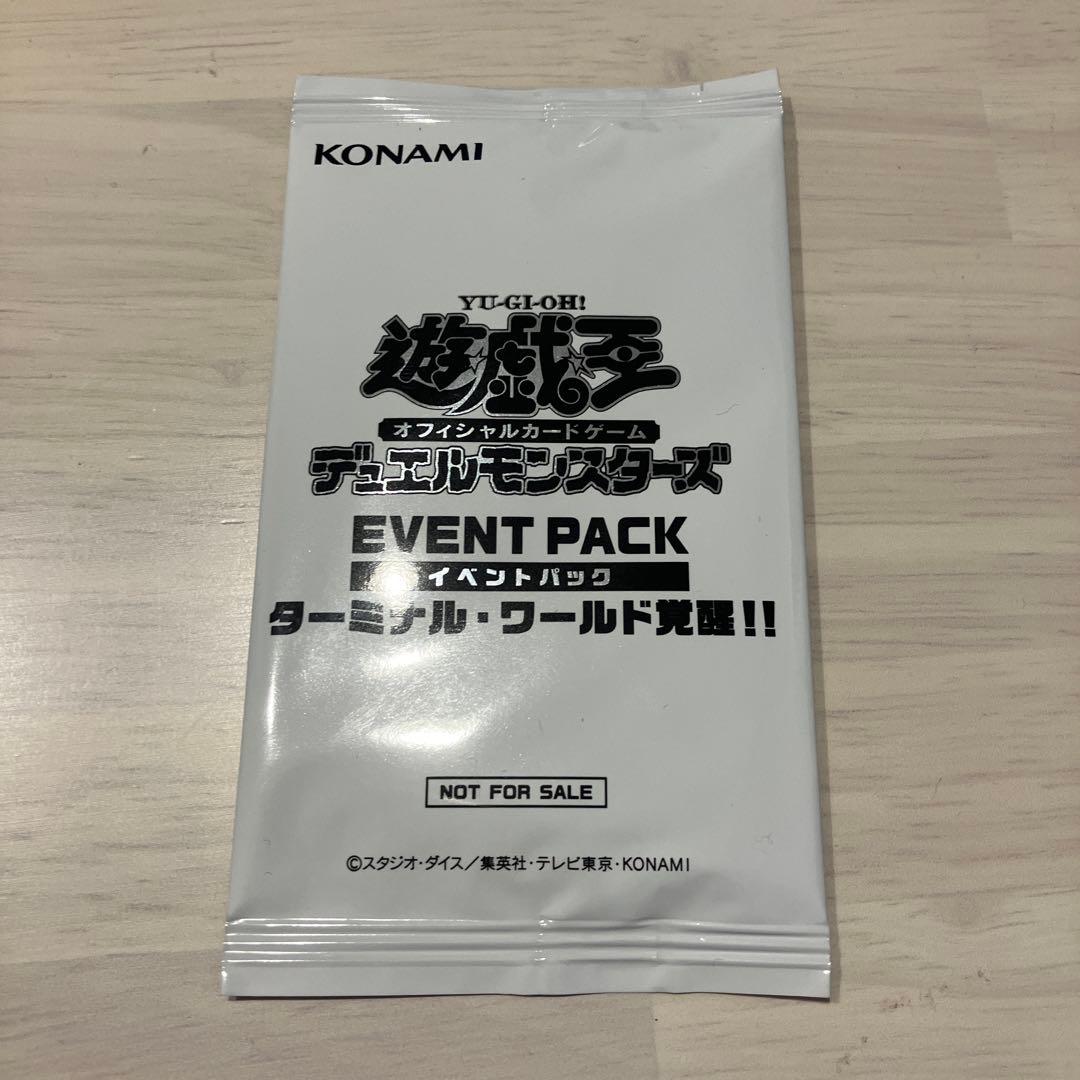 KONAMI
YU-GI-OH!
遊☆戯☆王
オフィシャルカードゲーム
デュエルモンスターズ
EVENT PACK
イベントパック
ターミナル・ワールド覚醒!!
NOT FOR SALE
©スタジオ・ダイス／集英社・テレビ東京・KONAMI